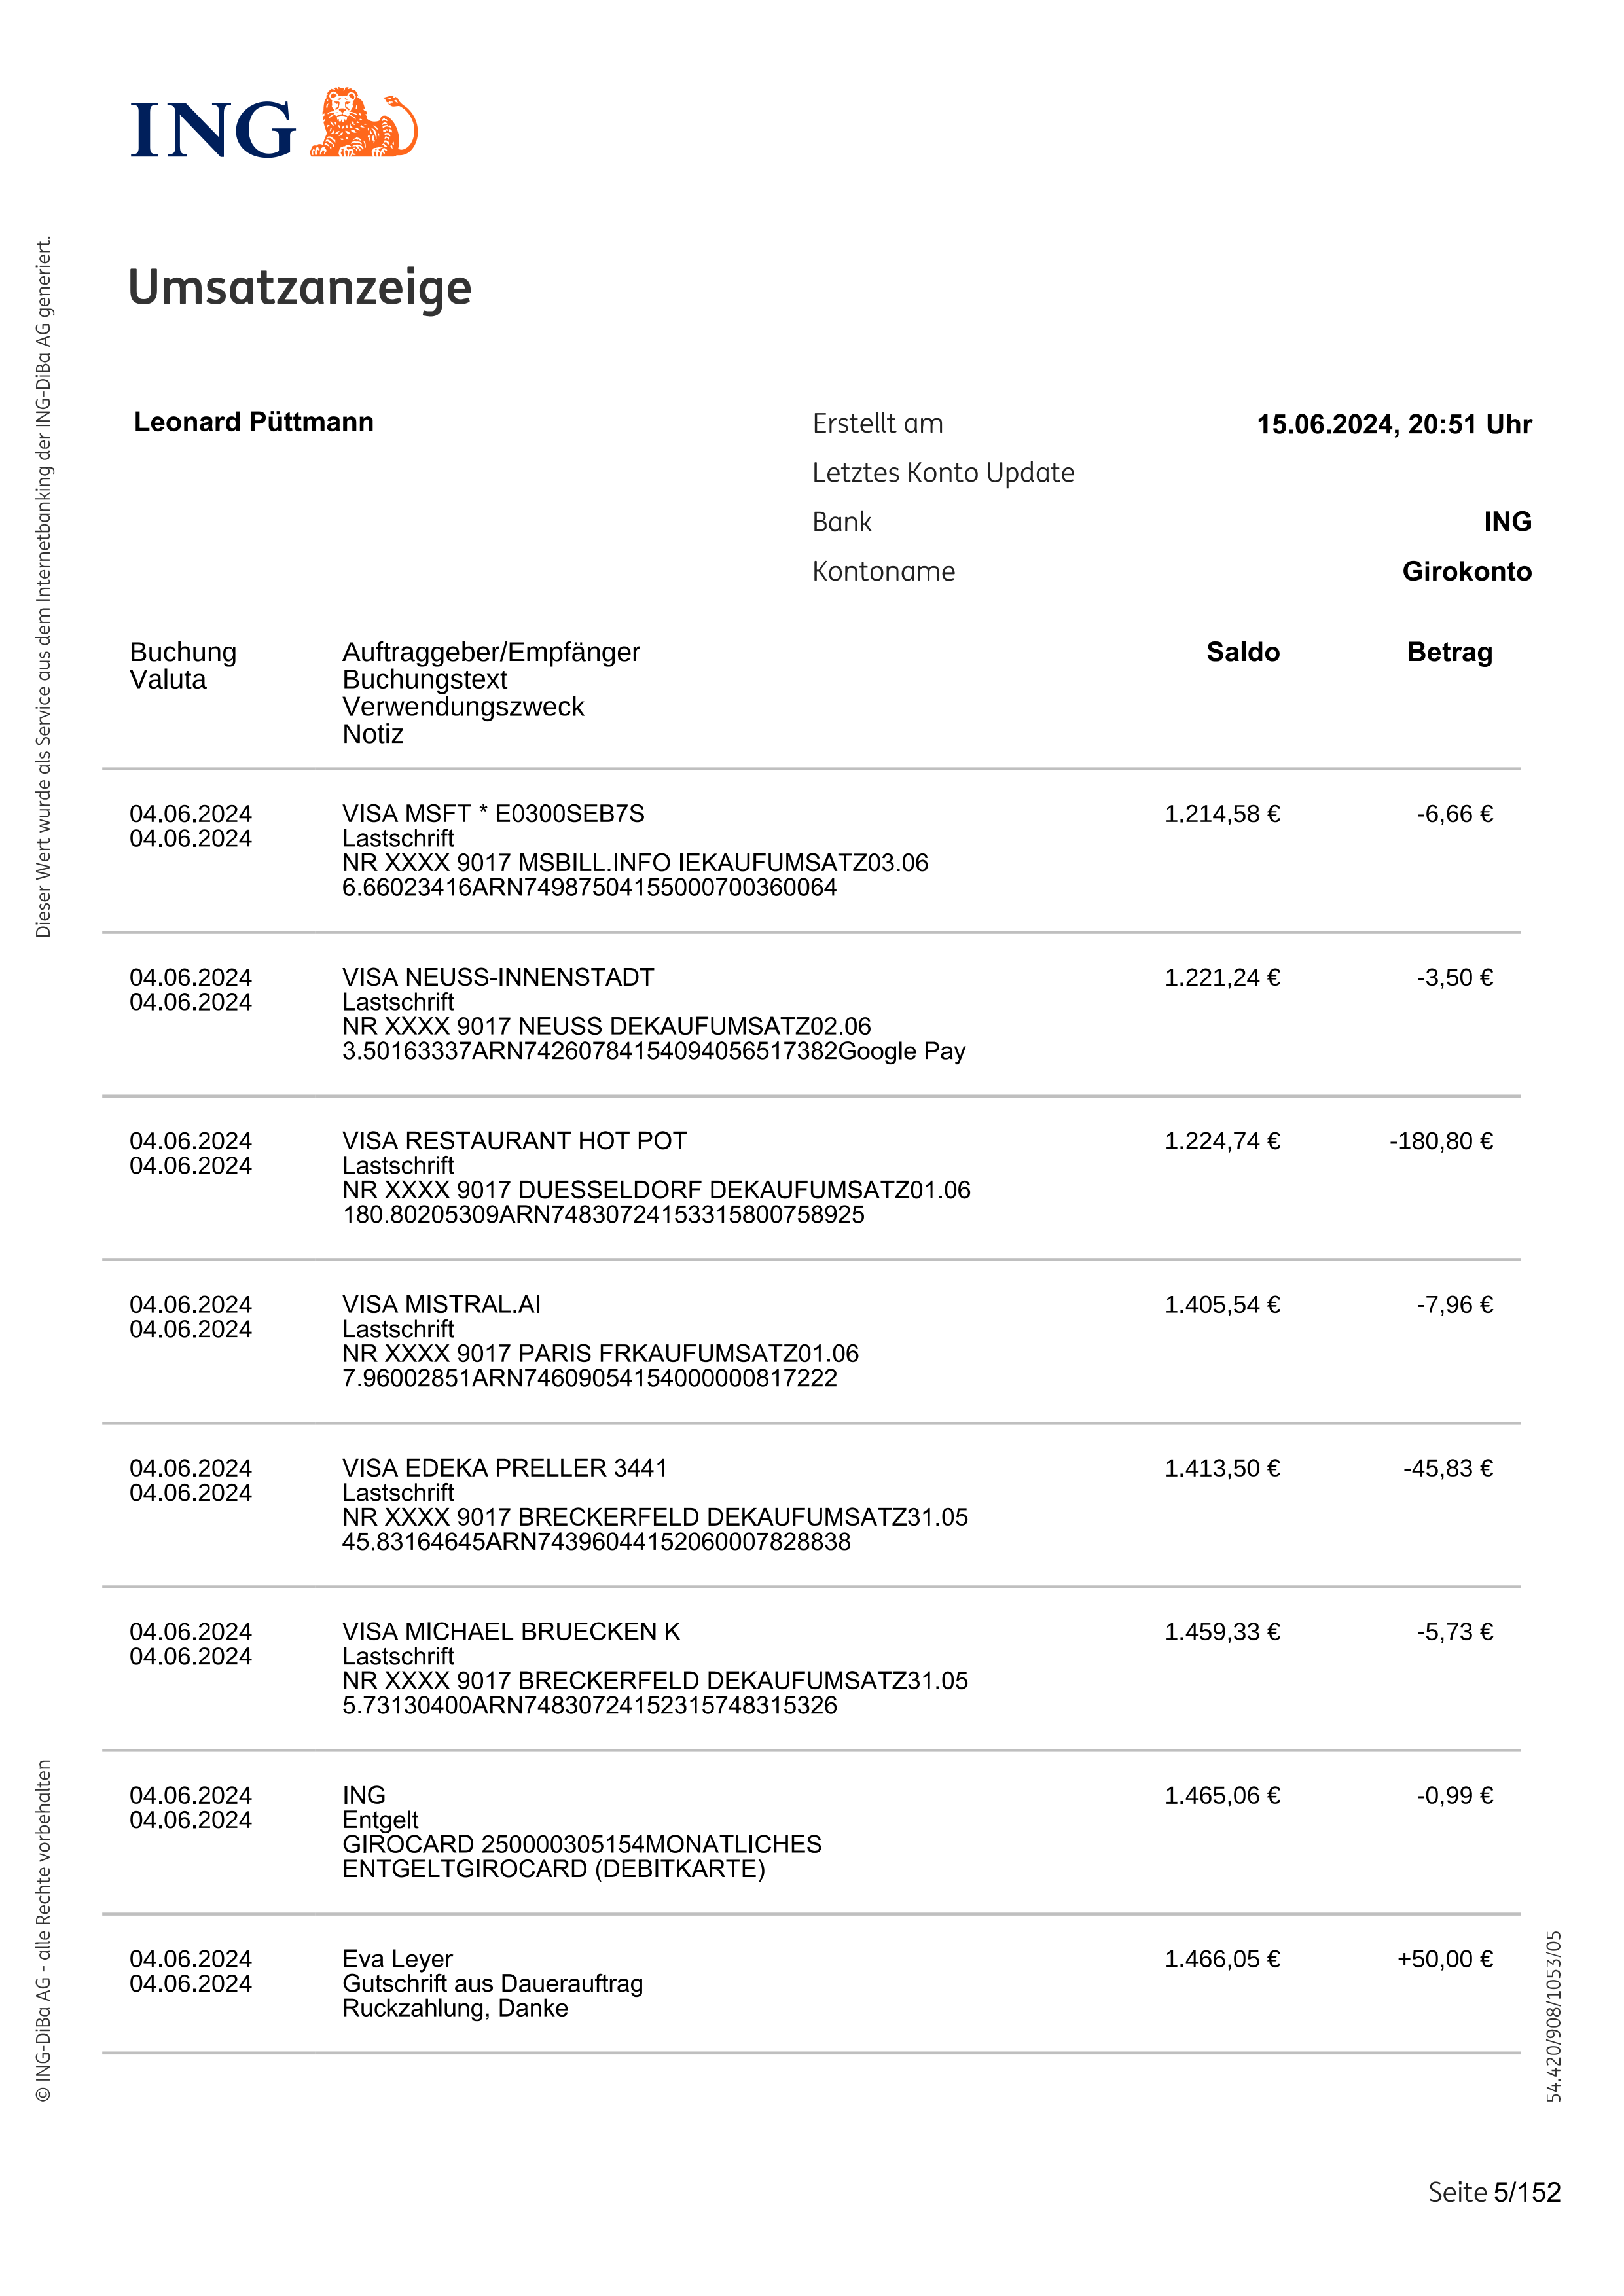 ING
Umsatzanzeige
Leonard Püttmann
Erstellt am 15.06.2024, 20:51 Uhr
Letztes Konto Update
Bank ING
Kontoname Girokonto
Buchung Auftraggeber/Empfänger Saldo Betrag
Valuta Buchungstext
Verwendungszweck
Notiz
04.06.2024 VISA MSFT * E0300SEB7S 1.214,58 € -6,66 €
04.06.2024 Lastschrift
NR XXXX 9017 MSBILL.INFO IEKAUFUMSATZ03.06
6.66023416ARN74987504155000700360064
04.06.2024 VISA NEUSS-INNENSTADT 1.221,24 € -3,50 €
04.06.2024 Lastschrift
NR XXXX 9017 NEUSS DEKAUFUMSATZ02.06
3.50163337ARN74260784154094056517382Google Pay
04.06.2024 VISA RESTAURANT HOT POT 1.224,74 € -180,80 €
04.06.2024 Lastschrift
NR XXXX 9017 DUESSELDORF DEKAUFUMSATZ01.06
180.80205309ARN74830724153315800758925
04.06.2024 VISA MISTRAL.AI 1.405,54 € -7,96 €
04.06.2024 Lastschrift
NR XXXX 9017 PARIS FRKAUFUMSATZ01.06
7.96002851ARN74609054154000000817222
04.06.2024 VISA EDEKA PRELLER 3441 1.413,50 € -45,83 €
04.06.2024 Lastschrift
NR XXXX 9017 BRECKERFELD DEKAUFUMSATZ31.05
45.83164645ARN74396044152060007828838
04.06.2024 VISA MICHAEL BRUECKEN K 1.459,33 € -5,73 €
04.06.2024 Lastschrift
NR XXXX 9017 BRECKERFELD DEKAUFUMSATZ31.05
5.73130400ARN74830724152315748315326
04.06.2024 ING 1.465,06 € -0,99 €
04.06.2024 Entgelt
GIROCARD 250000305154MONATLICHES
ENTGELTGIROCARD (DEBITKARTE)
04.06.2024 Eva Leyer 1.466,05 € +50,00 €
04.06.2024 Gutschrift aus Dauerauftrag
Ruckzahlung, Danke
Seite 5/152
Dieser Wert wurde als Service aus dem Internetbanking der ING-DiBa AG generiert.
© ING-DiBa AG - alle Rechte vorbehalten
54.420/908/1053/05